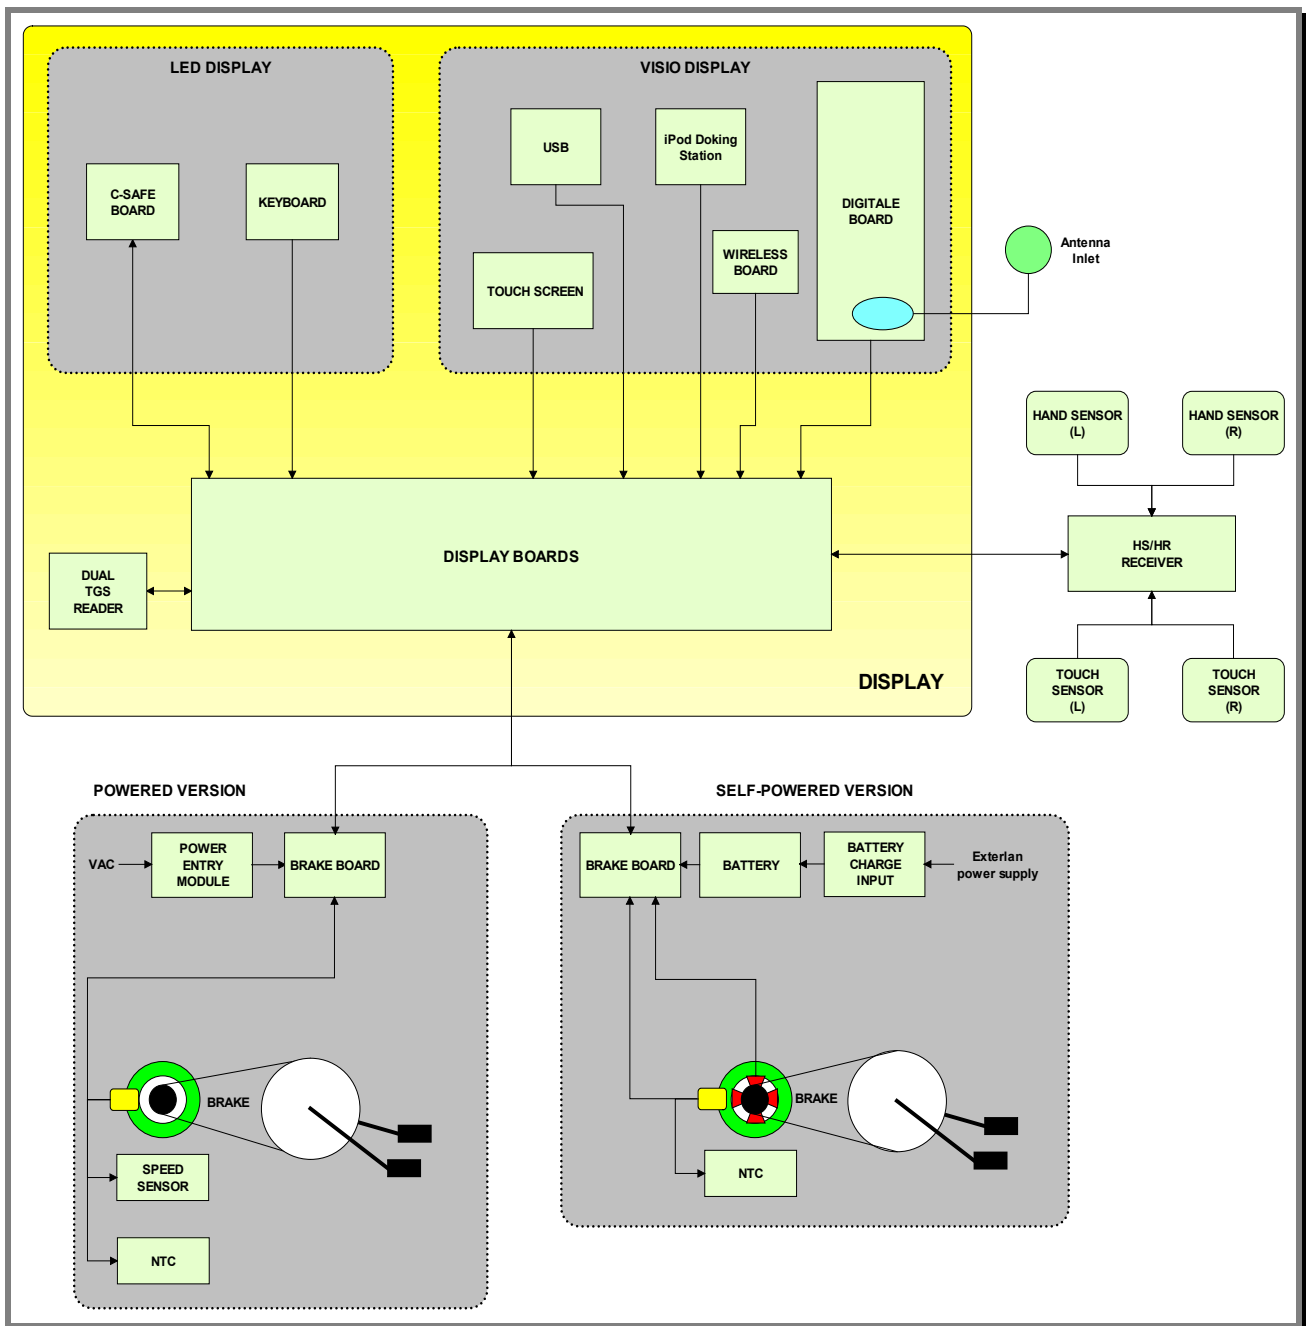 LED DISPLAY
VISIO DISPLAY
C-SAFE
BOARD
KEYBOARD
USB
iPod Doking
Station
DIGITALE
BOARD
TOUCH SCREEN
WIRELESS
BOARD
Antenna
Inlet
HAND SENSOR
(L)
HAND SENSOR
(R)
DISPLAY BOARDS
HS/HR
RECEIVER
DUAL
TGS
READER
TOUCH
SENSOR
(L)
TOUCH
SENSOR
(R)
DISPLAY
POWERED VERSION
SELF-POWERED VERSION
VAC
POWER
ENTRY
MODULE
BRAKE BOARD
BRAKE BOARD
BATTERY
BATTERY
CHARGE
INPUT
Exterlan
power supply
BRAKE
SPEED
SENSOR
NTC
BRAKE
NTC